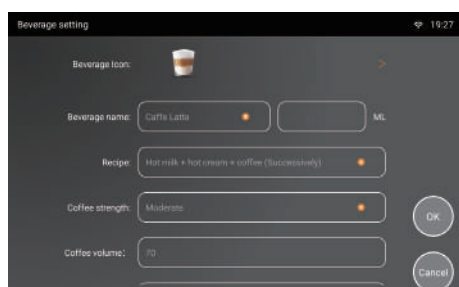 Beverage setting 19:27
Beverage Icon:
Beverage name: Caffe Latte ML
Recipe: Hot milk + hot cream + coffee (Successively)
Coffee strength: Moderate
OK
Coffee volume: 70
Cancel